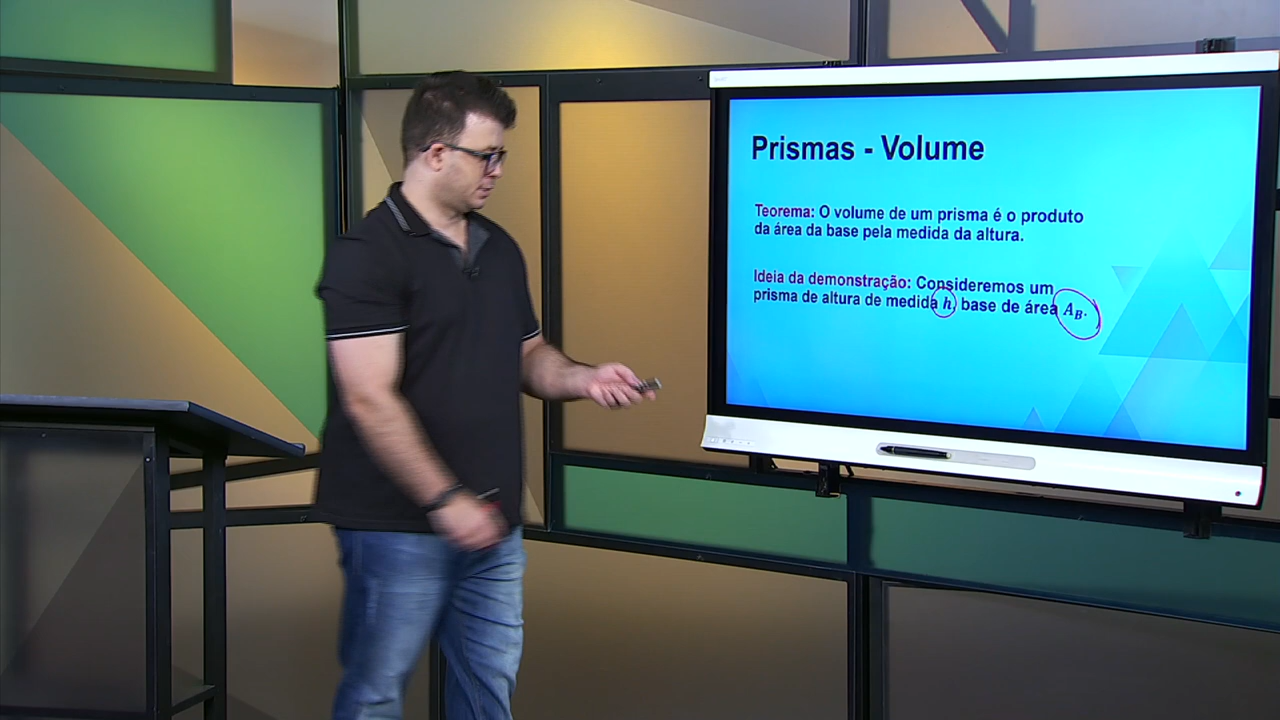 Prismas - Volume
Teorema: O volume de um prisma é o produto
da área da base pela medida da altura.
Ideia da demonstração: Consideremos um
prisma de altura de medida h, base de área A_B.